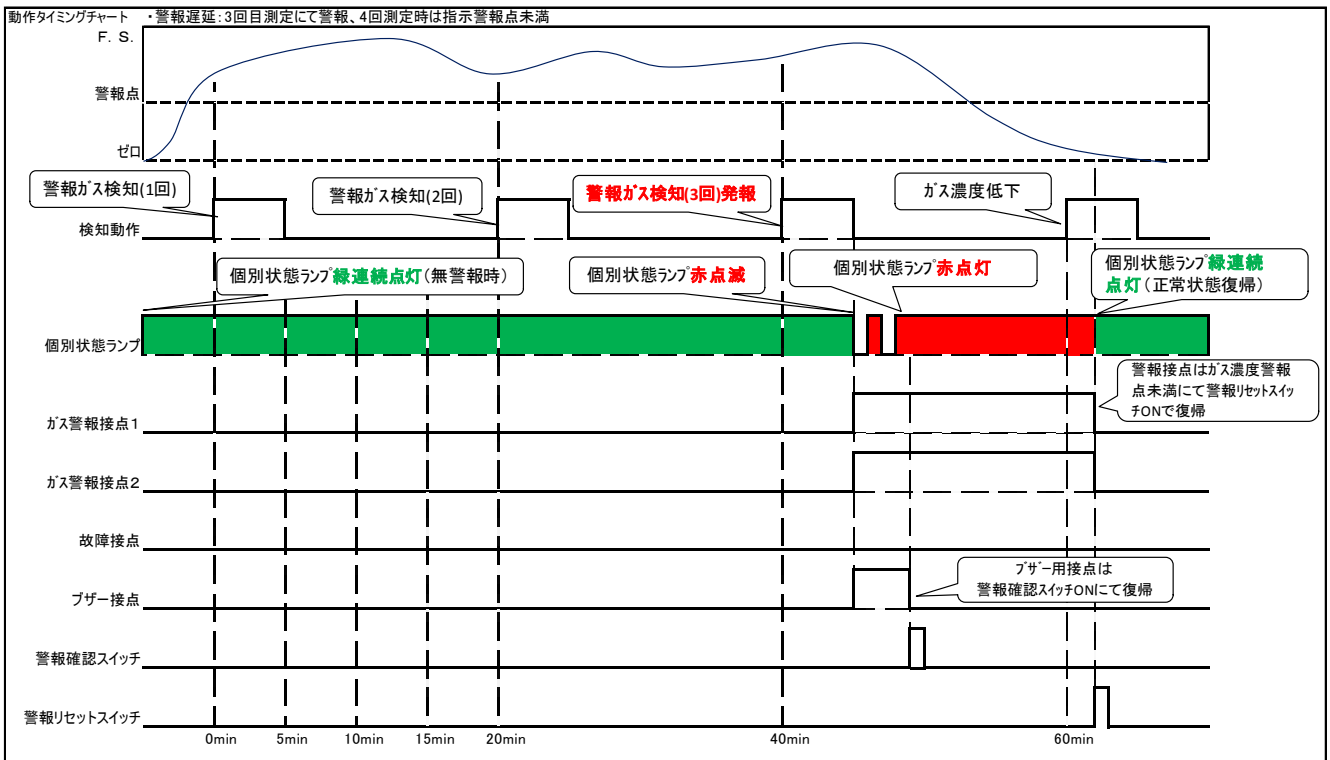 動作タイミングチャート ・警報遅延：3回目測定にて警報、4回測定時は指示警報点未満
F. S.
警報点
ゼロ
警報ガス検知(1回)
警報ガス検知(2回)
警報ガス検知(3回)発報
ガス濃度低下
検知動作
個別状態ランプ緑連続点灯(無警報時)
個別状態ランプ赤点滅
個別状態ランプ赤点灯
個別状態ランプ緑連続
点灯(正常状態復帰)
個別状態ランプ
警報接点はガス濃度警報
点未満にて警報リセットスイッ
チONで復帰
ガス警報接点1
ガス警報接点2
故障接点
ブザー用接点は
警報確認スイッチONにて復帰
ブザー接点
警報確認スイッチ
警報リセットスイッチ
0min 5min 10min 15min 20min 40min 60min